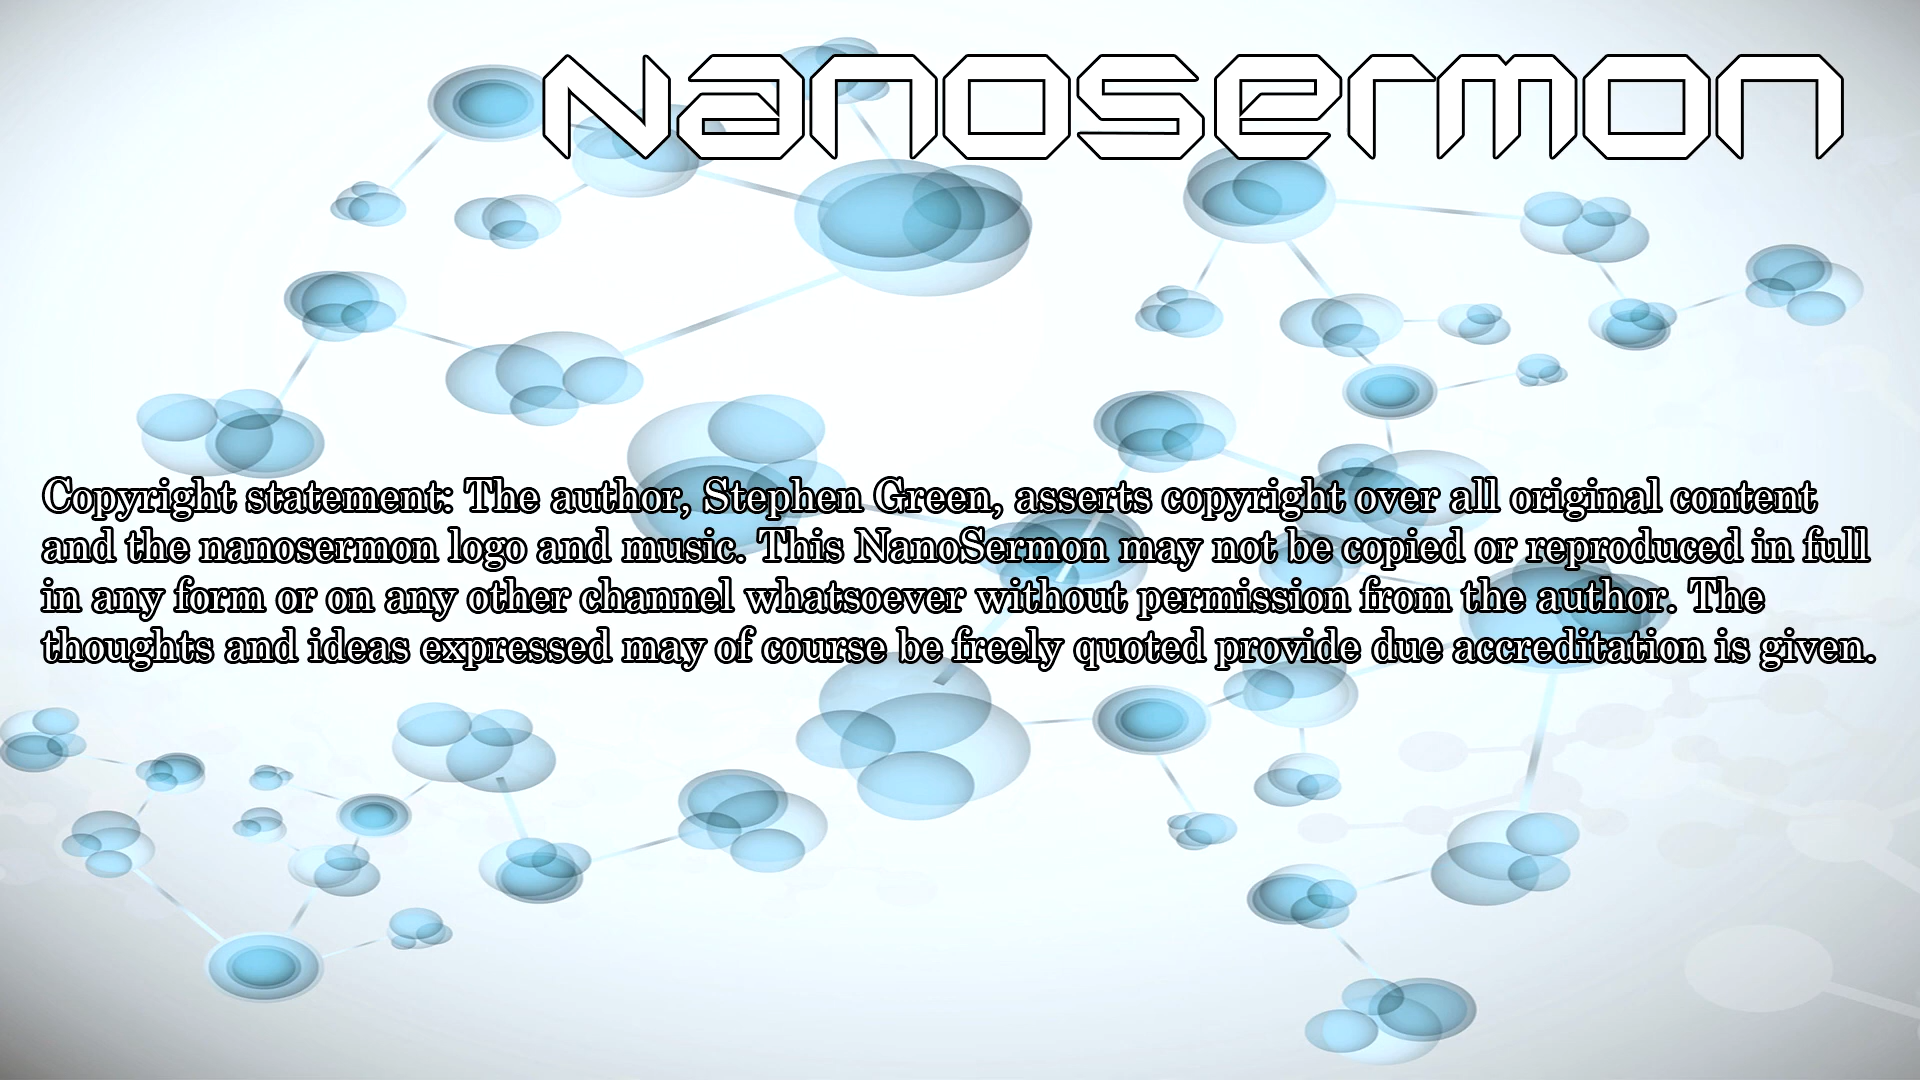 Nanosermon
Copyright statement: The author, Stephen Green, asserts copyright over all original content
and the nanosermon logo and music. This NanoSermon may not be copied or reproduced in full
in any form or on any other channel whatsoever without permission from the author. The
thoughts and ideas expressed may of course be freely quoted provide due accreditation is given.